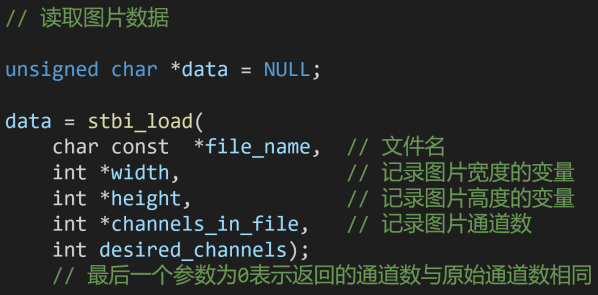 // 读取图片数据
unsigned char *data = NULL;
data = stbi_load(
    char const  *file_name,  // 文件名
    int *width,              // 记录图片宽度的变量
    int *height,             // 记录图片高度的变量
    int *channels_in_file,   // 记录图片通道数
    int desired_channels);
    // 最后一个参数为0表示返回的通道数与原始通道数相同